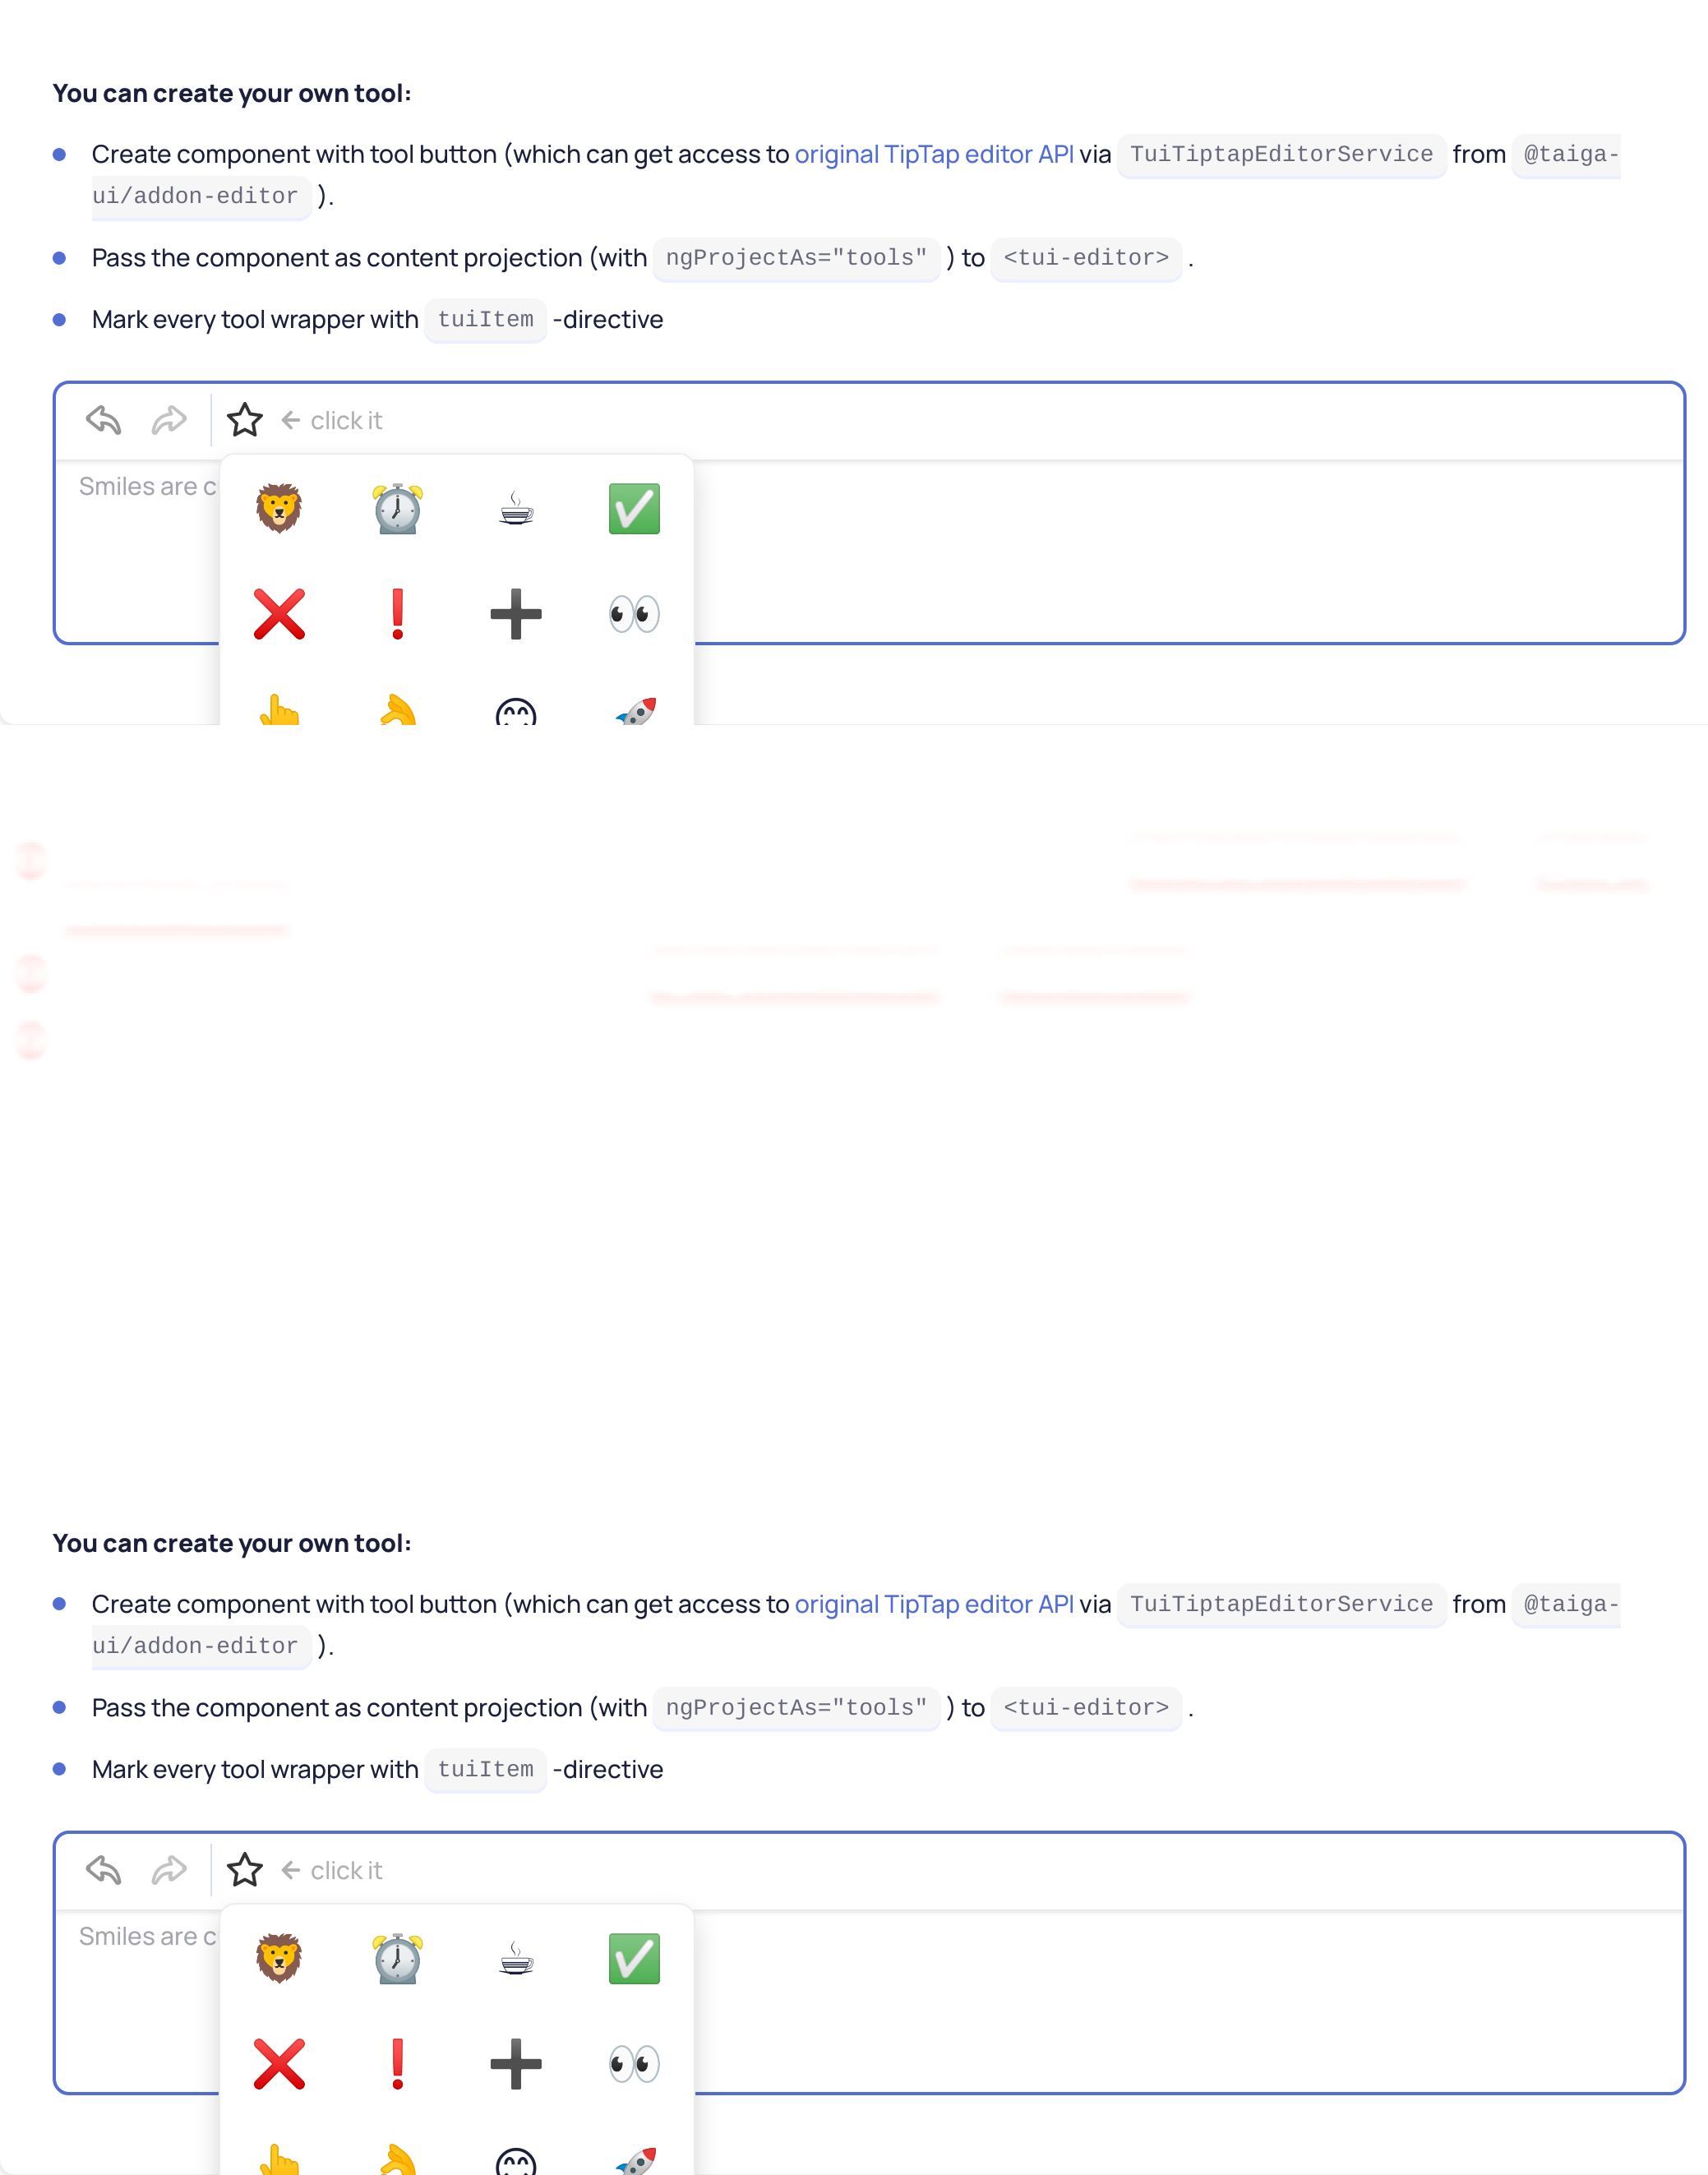 You can create your own tool:
Create component with tool button (which can get access to original TipTap editor API via TuiTiptapEditorService from @taiga-
ui/addon-editor ).
Pass the component as content projection (with ngProjectAs="tools" ) to <tui-editor> .
Mark every tool wrapper with tuiItem -directive
← click it
Smiles are c
You can create your own tool:
Create component with tool button (which can get access to original TipTap editor API via TuiTiptapEditorService from @taiga-
ui/addon-editor ).
Pass the component as content projection (with ngProjectAs="tools" ) to <tui-editor> .
Mark every tool wrapper with tuiItem -directive
← click it
Smiles are c